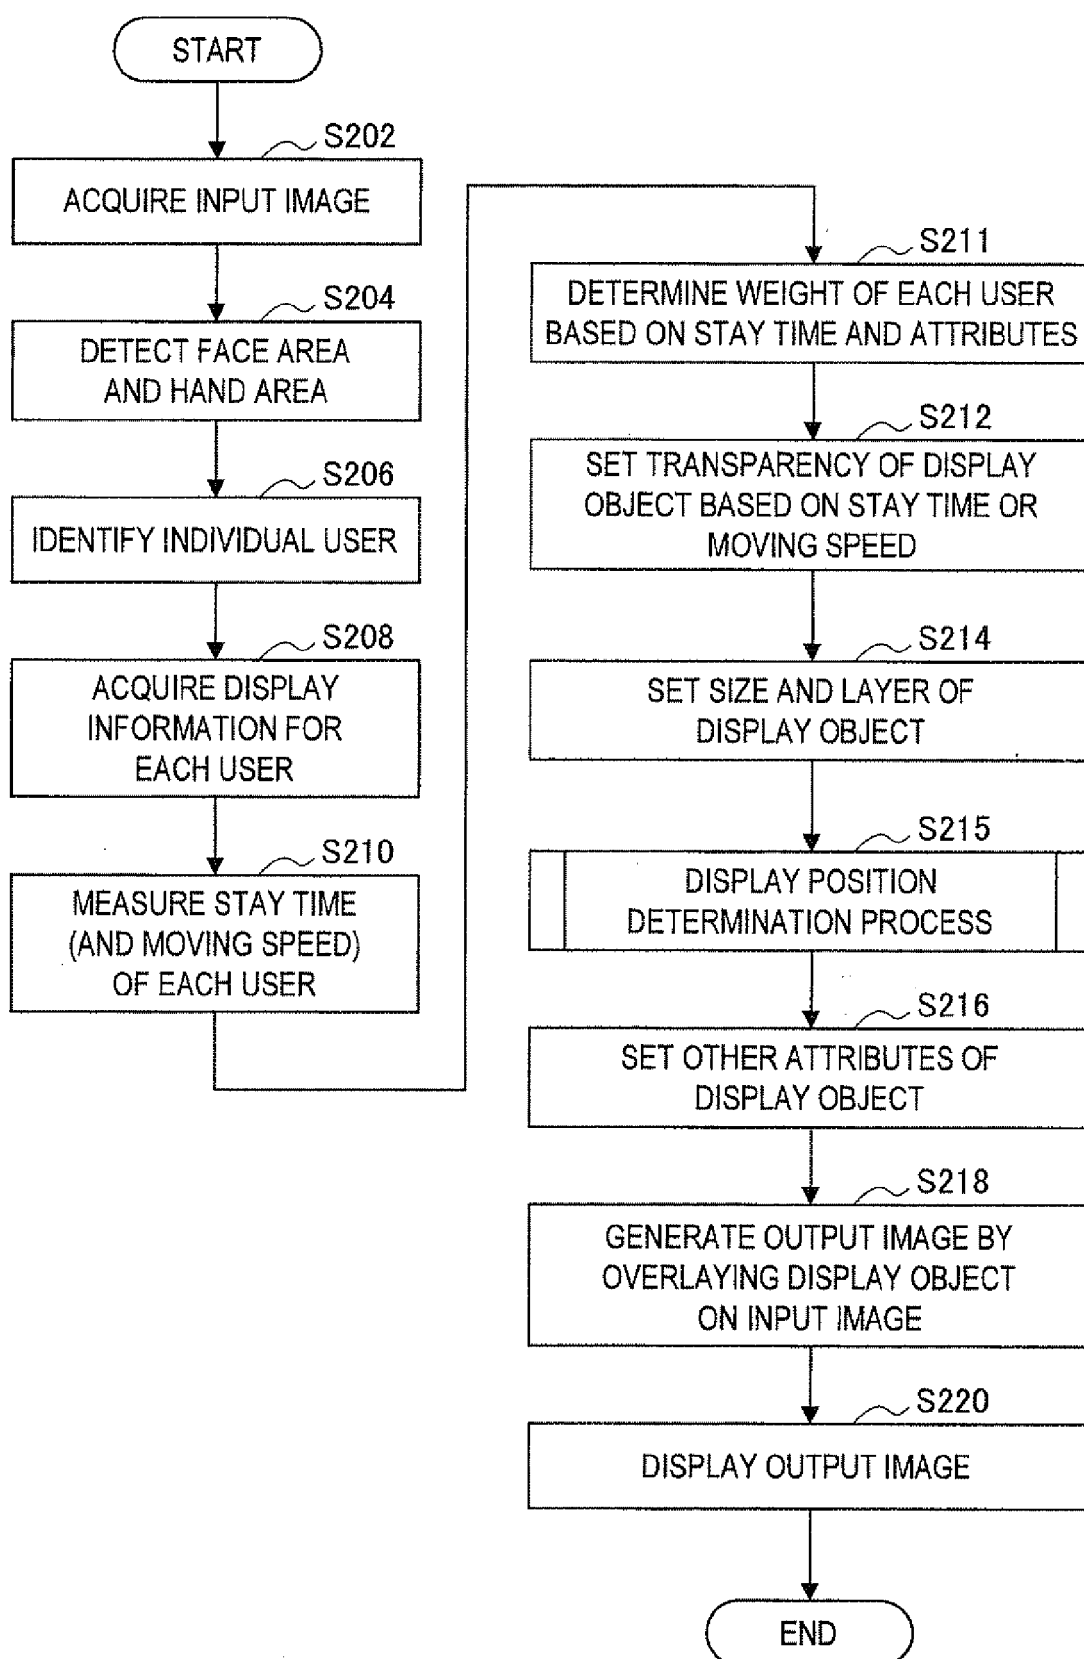 START
S202
ACQUIRE INPUT IMAGE
S204
DETECT FACE AREA
AND HAND AREA
S206
IDENTIFY INDIVIDUAL USER
S208
ACQUIRE DISPLAY
INFORMATION FOR
EACH USER
S210
MEASURE STAY TIME
(AND MOVING SPEED)
OF EACH USER
S211
DETERMINE WEIGHT OF EACH USER
BASED ON STAY TIME AND ATTRIBUTES
S212
SET TRANSPARENCY OF DISPLAY
OBJECT BASED ON STAY TIME OR
MOVING SPEED
S214
SET SIZE AND LAYER OF
DISPLAY OBJECT
S215
DISPLAY POSITION
DETERMINATION PROCESS
S216
SET OTHER ATTRIBUTES OF
DISPLAY OBJECT
S218
GENERATE OUTPUT IMAGE BY
OVERLAYING DISPLAY OBJECT
ON INPUT IMAGE
S220
DISPLAY OUTPUT IMAGE
END